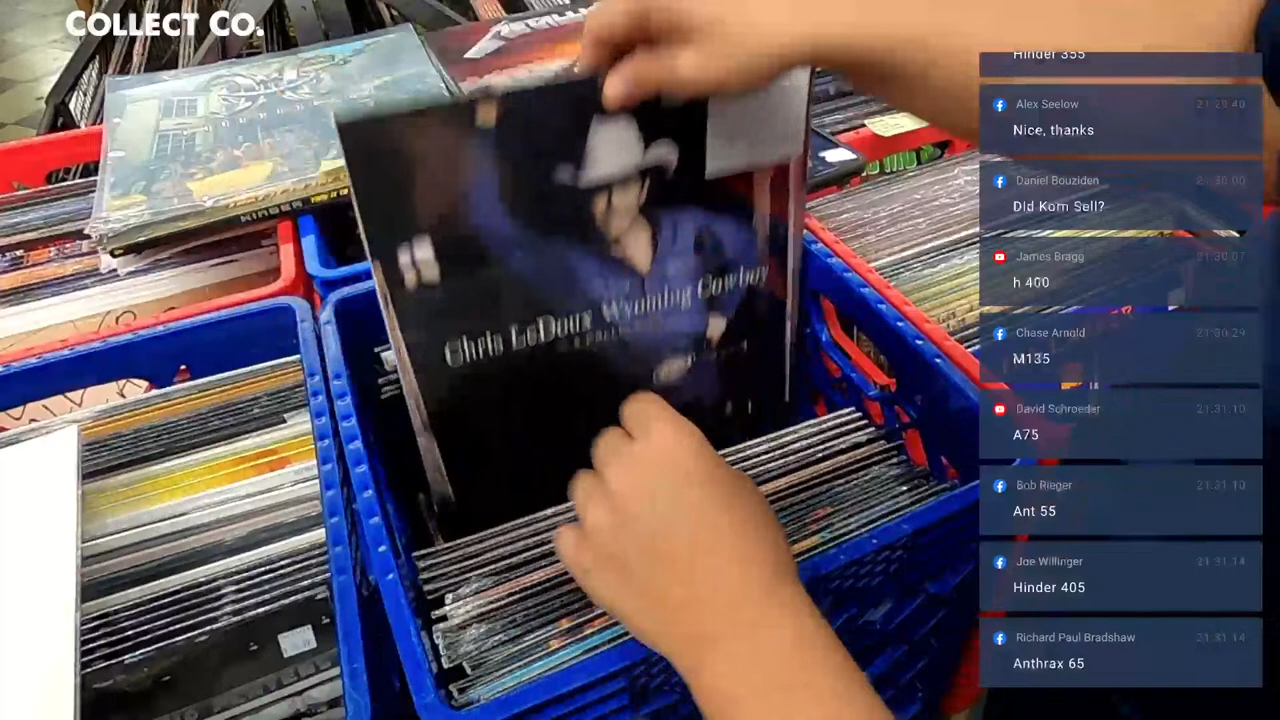 COLLECT CO.
HINDER
Chris LeDoux Wyoming Cowboy
Hinder 355
Alex Seelow 21:29:40
Nice, thanks
Daniel Bouziden 21:30:00
DId Korn Sell?
James Bragg 21:30:07
h 400
Chase Arnold 21:30:29
M135
David Schroeder 21:31:10
A75
Bob Rieger 21:31:10
Ant 55
Joe Willinger 21:31:14
Hinder 405
Richard Paul Bradshaw 21:31:14
Anthrax 65